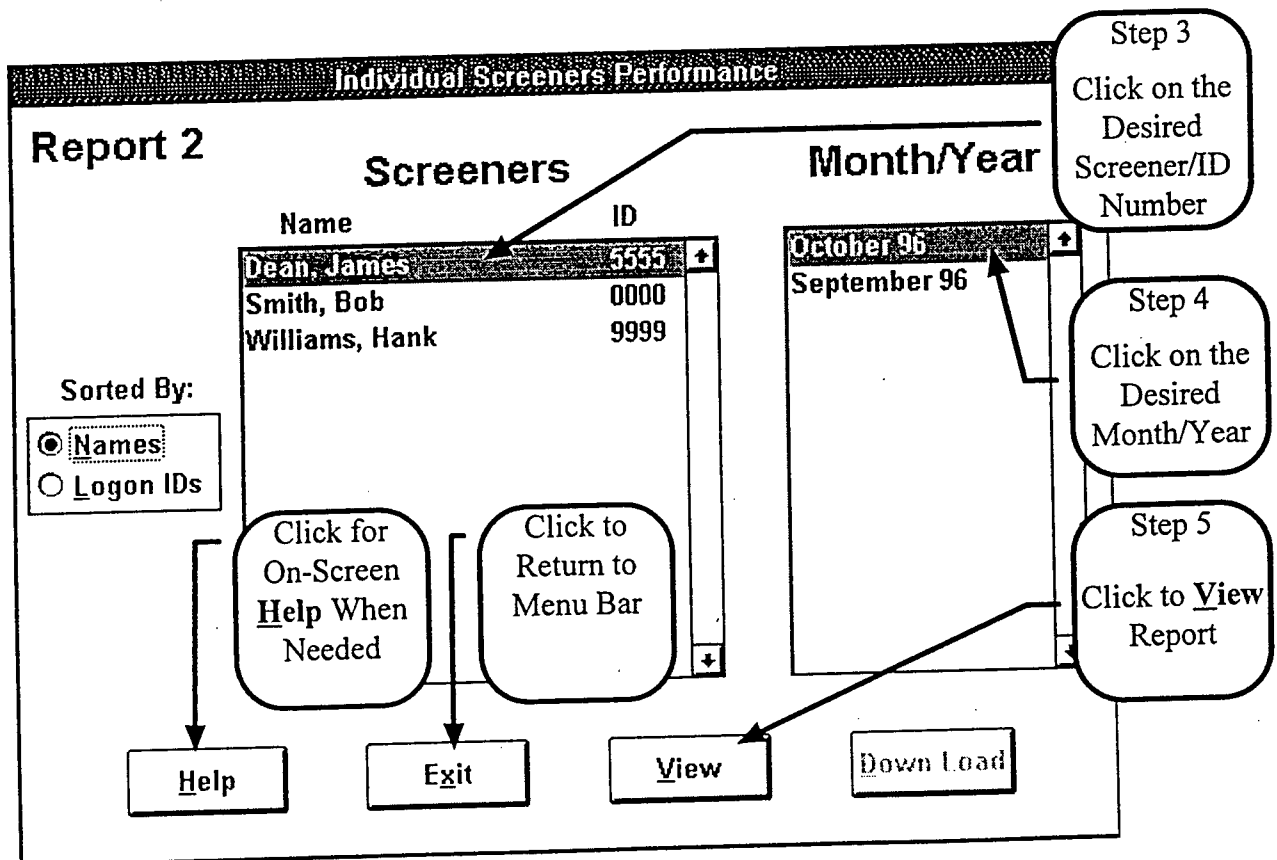 Individual Screeners Performance
Report 2
Screeners
Month/Year
Name ID
Dean, James 5555
Smith, Bob 0000
Williams, Hank 9999
October 96
September 96
Sorted By:
Names
Logon IDs
Step 3
Click on the
Desired
Screener/ID
Number
Step 4
Click on the
Desired
Month/Year
Step 5
Click to View
Report
Click for
On-Screen
Help When
Needed
Click to
Return to
Menu Bar
Help
Exit
View
Down Load